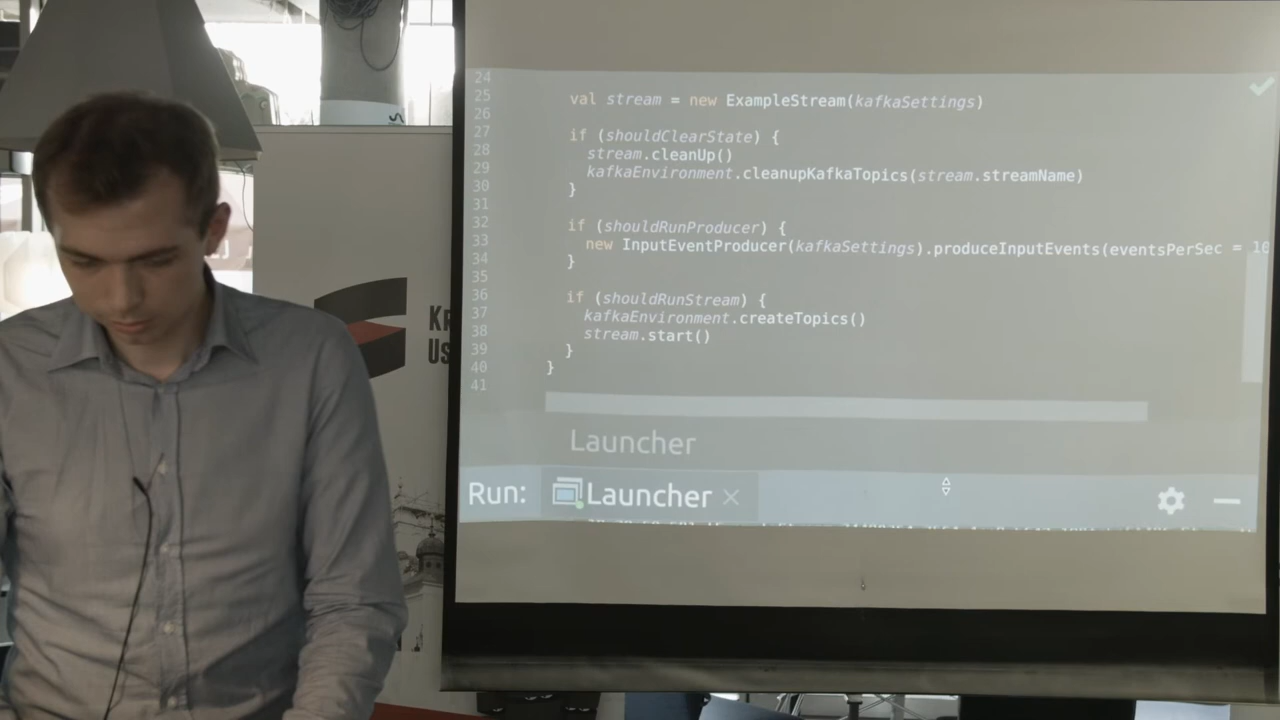 24
25 val stream = new ExampleStream(kafkaSettings)
26
27 if (shouldClearState) {
28 stream.cleanUp()
29 kafkaEnvironment.cleanupKafkaTopics(stream.streamName)
30 }
31
32 if (shouldRunProducer) {
33 new InputEventProducer(kafkaSettings).produceInputEvents(eventsPerSec = 10
34 }
35
36 if (shouldRunStream) {
37 kafkaEnvironment.createTopics()
38 stream.start()
39 }
40 }
41
Launcher
Run: Launcher